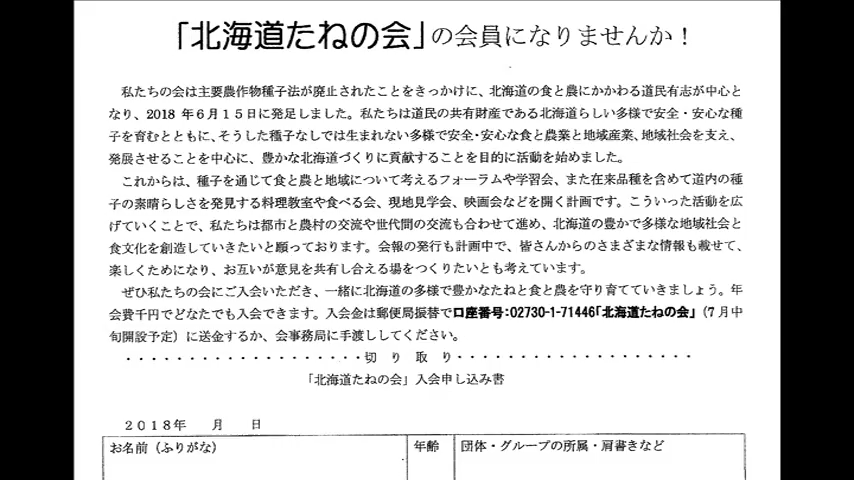 「北海道たねの会」の会員になりませんか！
私たちの会は主要農作物種子法が廃止されたことをきっかけに、北海道の食と農にかかわる道民有志が中心と
なり、2018 年６月１５日に発足しました。私たちは道民の共有財産である北海道らしい多様で安全・安心な種
子を育むとともに、そうした種子なしでは生まれない多様で安全・安心な食と農業と地域産業、地域社会を支え、
発展させることを中心に、豊かな北海道づくりに貢献することを目的に活動を始めました。
これからは、種子を通じて食と農と地域について考えるフォーラムや学習会、また在来品種を含めて道内の種
子の素晴らしさを発見する料理教室や食べる会、現地見学会、映画会などを開く計画です。こういった活動を広
げていくことで、私たちは都市と農村の交流や世代間の交流も合わせて進め、北海道の豊かで多様な地域社会と
食文化を創造していきたいと願っております。会報の発行も計画中で、皆さんからのさまざまな情報も載せて、
楽しくためになり、お互いが意見を共有し合える場をつくりたいとも考えています。
ぜひ私たちの会にご入会いただき、一緒に北海道の多様で豊かなたねと食と農を守り育てていきましょう。年
会費千円でどなたでも入会できます。入会金は郵便局振替で口座番号：02730-1-71446「北海道たねの会」（７月中
旬開設予定）に送金するか、会事務局に手渡ししてください。
・・・・・・・・・・・・・・・・・・・切 り 取 り・・・・・・・・・・・・・・・・・・・
「北海道たねの会」入会申し込み書
２０１８年　　月　　日
お名前（ふりがな）　年齢　団体・グループの所属・肩書きなど